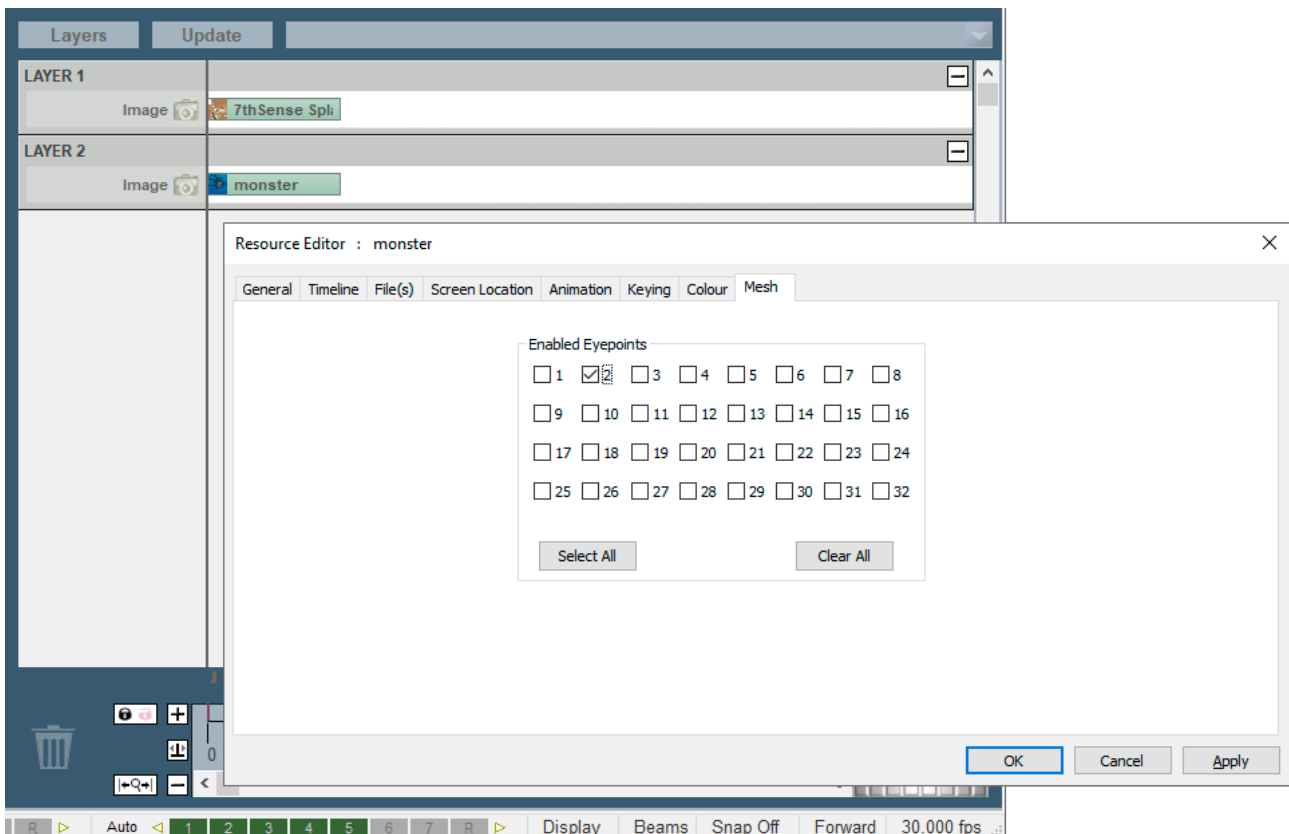 Layers Update
LAYER 1
Image 7thSense Spl
LAYER 2
Image monster
Resource Editor : monster
General Timeline File(s) Screen Location Animation Keying Colour Mesh
Enabled Eyepoints
1 2 3 4 5 6 7 8
9 10 11 12 13 14 15 16
17 18 19 20 21 22 23 24
25 26 27 28 29 30 31 32
Select All Clear All
0
OK Cancel Apply
R Auto 1 2 3 4 5 6 7 R Display Beams Snap Off Forward 30.000 fps